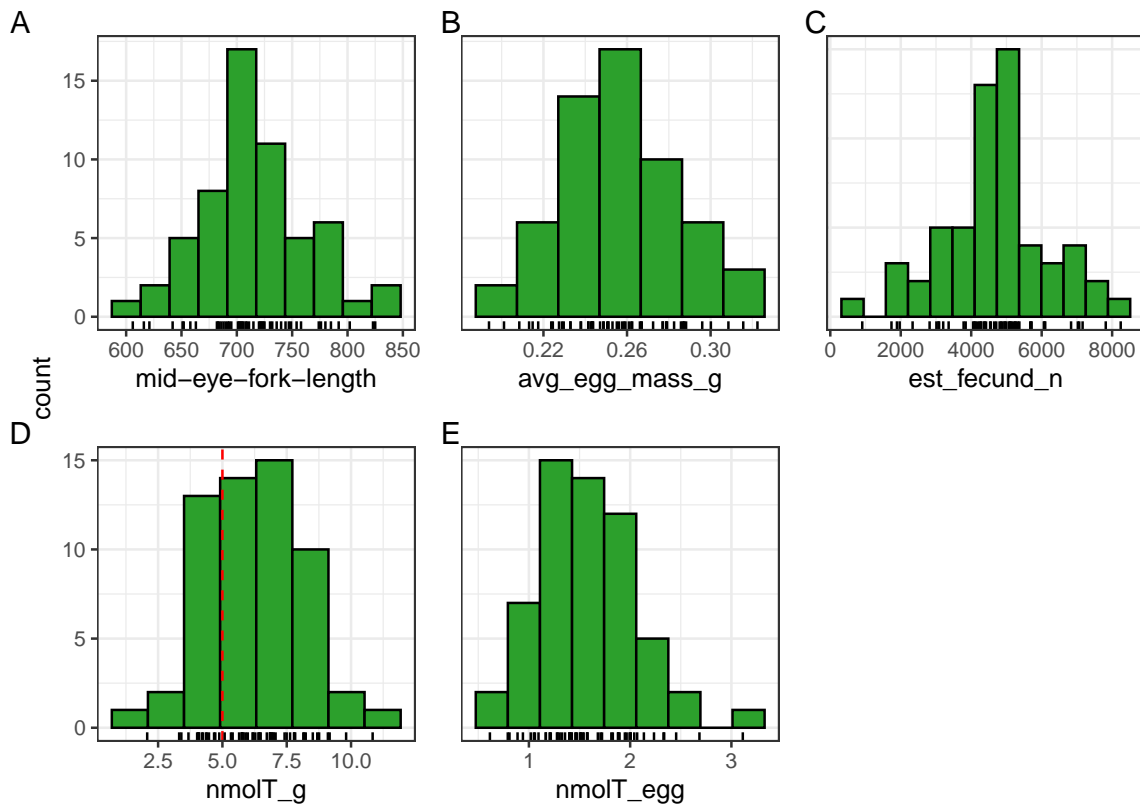 A
B
C
15
10
5
0
600
650
700
750
800
850
0.22
0.26
0.30
0
2000
4000
6000
8000
mid−eye−fork−length
avg_egg_mass_g
est_fecund_n
count
D
E
15
10
5
0
2.5
5.0
7.5
10.0
1
2
3
nmolT_g
nmolT_egg